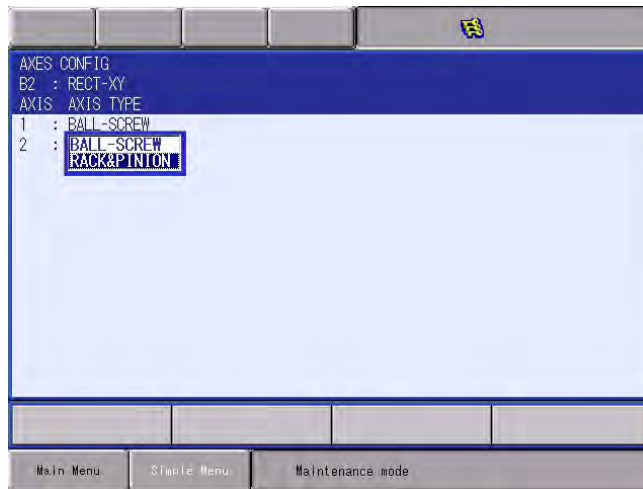 AXES CONFIG
B2 : RECT-XY
AXIS AXIS TYPE
1 : BALL-SCREW
2 : BALL-SCREW
RACK&PINION
Main Menu Simple Menu Maintenance mode